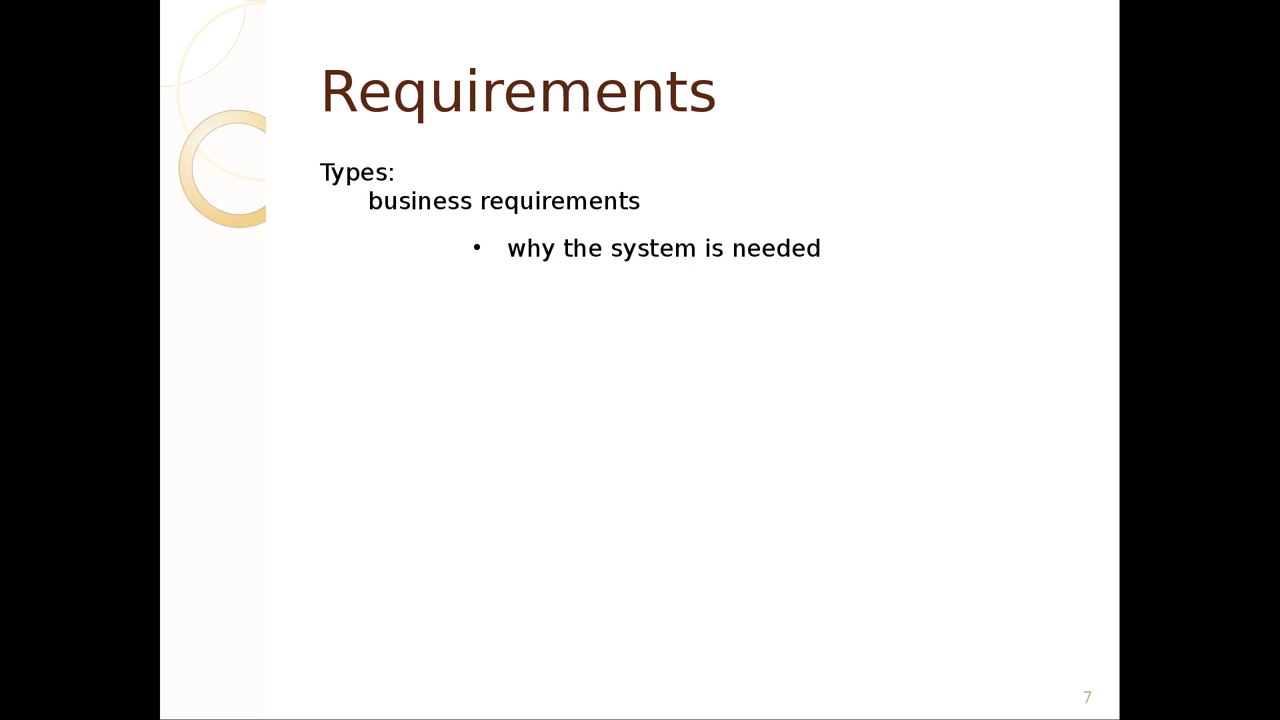 Requirements
Types:
business requirements
• why the system is needed
7